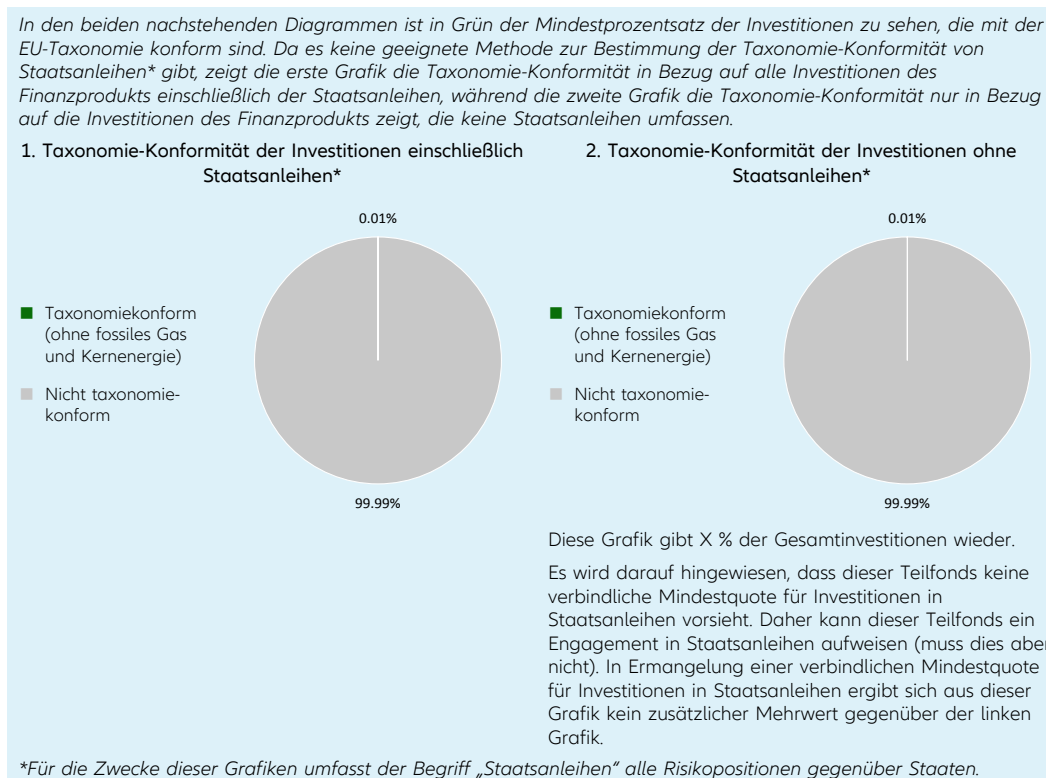 In den beiden nachstehenden Diagrammen ist in Grün der Mindestprozentsatz der Investitionen zu sehen, die mit der
EU-Taxonomie konform sind. Da es keine geeignete Methode zur Bestimmung der Taxonomie-Konformität von
Staatsanleihen* gibt, zeigt die erste Grafik die Taxonomie-Konformität in Bezug auf alle Investitionen des
Finanzprodukts einschließlich der Staatsanleihen, während die zweite Grafik die Taxonomie-Konformität nur in Bezug
auf die Investitionen des Finanzprodukts zeigt, die keine Staatsanleihen umfassen.
1. Taxonomie-Konformität der Investitionen einschließlich
Staatsanleihen*
0.01%
Taxonomiekonform
(ohne fossiles Gas
und Kernenergie)
Nicht taxonomie-
konform
99.99%
2. Taxonomie-Konformität der Investitionen ohne
Staatsanleihen*
0.01%
Taxonomiekonform
(ohne fossiles Gas
und Kernenergie)
Nicht taxonomie-
konform
99.99%
Diese Grafik gibt X % der Gesamtinvestitionen wieder.
Es wird darauf hingewiesen, dass dieser Teilfonds keine
verbindliche Mindestquote für Investitionen in
Staatsanleihen vorsieht. Daher kann dieser Teilfonds ein
Engagement in Staatsanleihen aufweisen (muss dies aber
nicht). In Ermangelung einer verbindlichen Mindestquote
für Investitionen in Staatsanleihen ergibt sich aus dieser
Grafik kein zusätzlicher Mehrwert gegenüber der linken
Grafik.
*Für die Zwecke dieser Grafiken umfasst der Begriff „Staatsanleihen“ alle Risikopositionen gegenüber Staaten.